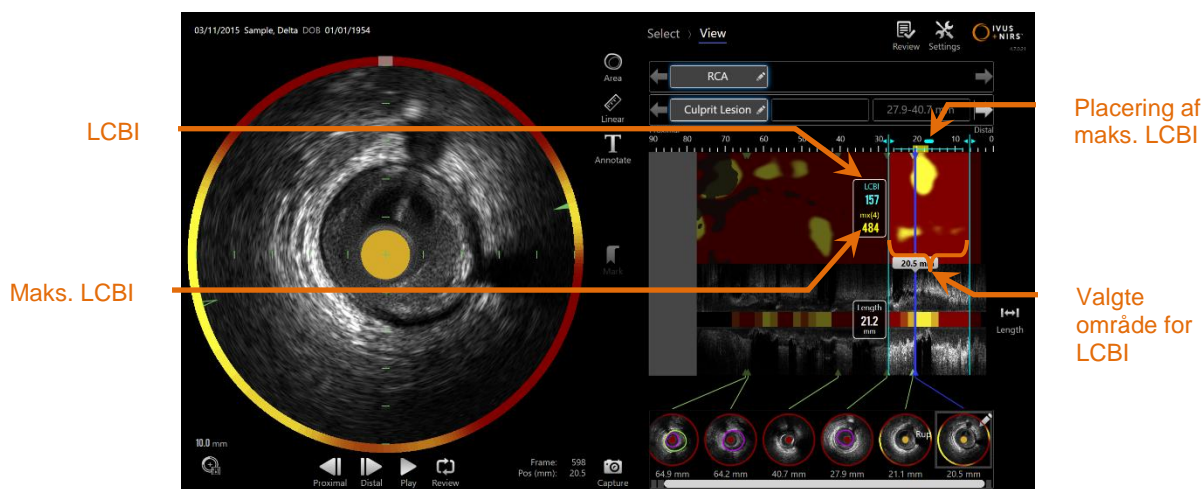 03/11/2015 Sample, Delta DOB 01/01/1954
Select > View
Review
Settings
IVUS
+NIRS
Area
Linear
Annotate
Mark
RCA
Culprit Lesion
27.9-40.7 mm
Proximal
Distal
90 80 70 60 50 40 30 20 10 0
LCBI
157
mx(4)
484
20.5 mm
Length
21.2
mm
Length
LCBI
Maks. LCBI
Placering af
maks. LCBI
Valgte
område for
LCBI
Rup
64.9 mm
64.2 mm
40.7 mm
27.9 mm
21.1 mm
20.5 mm
10.0 mm
Proximal
Distal
Play
Review
Frame: 598
Pos (mm): 20.5
Capture